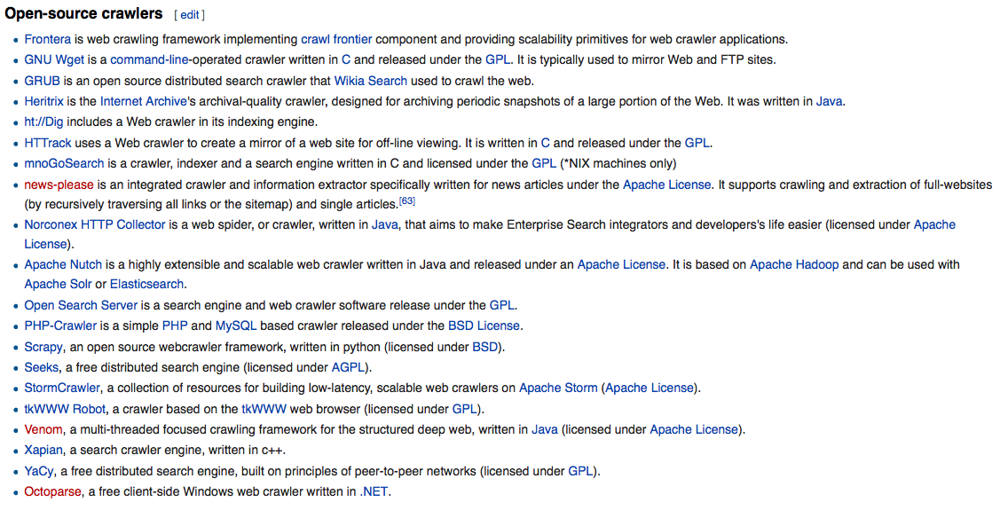 Open-source crawlers [ edit ]
• Frontera is web crawling framework implementing crawl frontier component and providing scalability primitives for web crawler applications.
• GNU Wget is a command-line-operated crawler written in C and released under the GPL. It is typically used to mirror Web and FTP sites.
• GRUB is an open source distributed search crawler that Wikia Search used to crawl the web.
• Heritrix is the Internet Archive's archival-quality crawler, designed for archiving periodic snapshots of a large portion of the Web. It was written in Java.
• ht://Dig includes a Web crawler in its indexing engine.
• HTTrack uses a Web crawler to create a mirror of a web site for off-line viewing. It is written in C and released under the GPL.
• mnoGoSearch is a crawler, indexer and a search engine written in C and licensed under the GPL (*NIX machines only)
• news-please is an integrated crawler and information extractor specifically written for news articles under the Apache License. It supports crawling and extraction of full-websites
(by recursively traversing all links or the sitemap) and single articles.[63]
• Norconex HTTP Collector is a web spider, or crawler, written in Java, that aims to make Enterprise Search integrators and developers's life easier (licensed under Apache
License).
• Apache Nutch is a highly extensible and scalable web crawler written in Java and released under an Apache License. It is based on Apache Hadoop and can be used with
Apache Solr or Elasticsearch.
• Open Search Server is a search engine and web crawler software release under the GPL.
• PHP-Crawler is a simple PHP and MySQL based crawler released under the BSD License.
• Scrapy, an open source webcrawler framework, written in python (licensed under BSD).
• Seeks, a free distributed search engine (licensed under AGPL).
• StormCrawler, a collection of resources for building low-latency, scalable web crawlers on Apache Storm (Apache License).
• tkWWW Robot, a crawler based on the tkWWW web browser (licensed under GPL).
• Venom, a multi-threaded focused crawling framework for the structured deep web, written in Java (licensed under Apache License).
• Xapian, a search crawler engine, written in c++.
• YaCy, a free distributed search engine, built on principles of peer-to-peer networks (licensed under GPL).
• Octoparse, a free client-side Windows web crawler written in .NET.